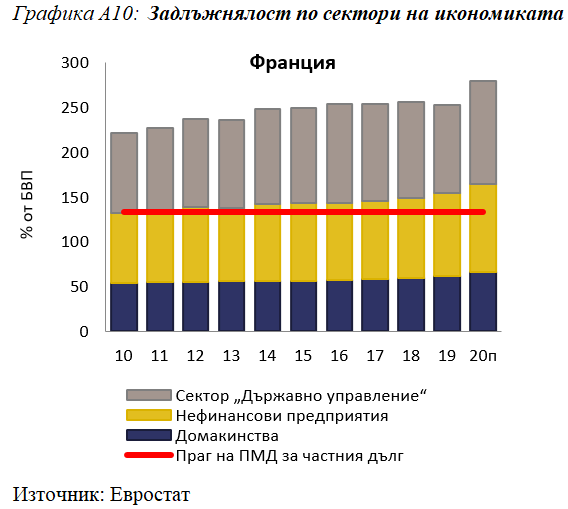 Графика A10: Задлъжнялост по сектори на икономиката
Франция
% от БВП
300
250
200
150
100
50
0
10 11 12 13 14 15 16 17 18 19 20п
Сектор „Държавно управление“
Нефинансови предприятия
Домакинства
Праг на ПМД за частния дълг
Източник: Евростат